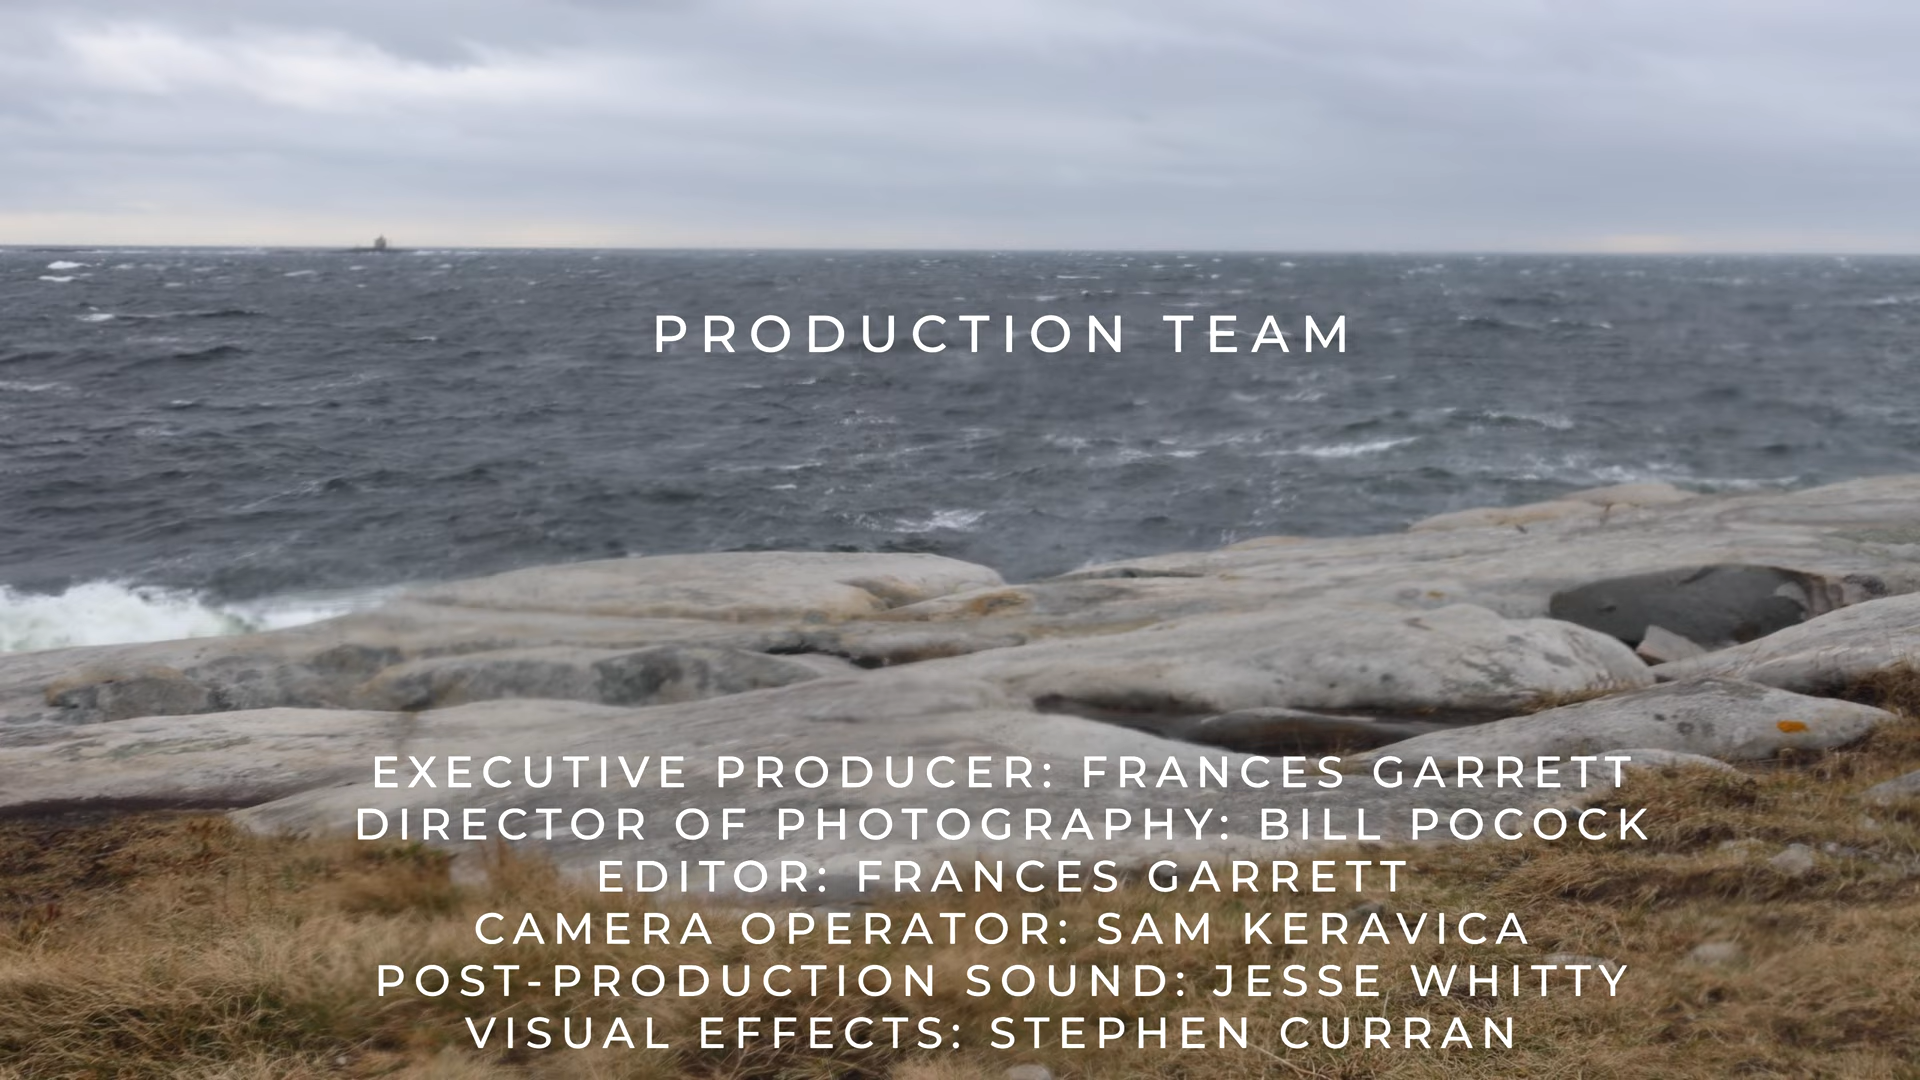 PRODUCTION TEAM
EXECUTIVE PRODUCER: FRANCES GARRETT
DIRECTOR OF PHOTOGRAPHY: BILL POCOCK
EDITOR: FRANCES GARRETT
CAMERA OPERATOR: SAM KERAVICA
POST-PRODUCTION SOUND: JESSE WHITTY
VISUAL EFFECTS: STEPHEN CURRAN